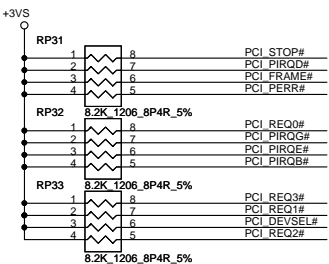 +3VS
RP31
1 8 PCI_STOP#
2 7 PCI_PIRQD#
3 6 PCI_FRAME#
4 5 PCI_PERR#
8.2K_1206_8P4R_5%
RP32
1 8 PCI_REQ0#
2 7 PCI_PIRQG#
3 6 PCI_PIRQE#
4 5 PCI_PIRQB#
8.2K_1206_8P4R_5%
RP33
1 8 PCI_REQ3#
2 7 PCI_REQ1#
3 6 PCI_DEVSEL#
4 5 PCI_REQ2#
8.2K_1206_8P4R_5%